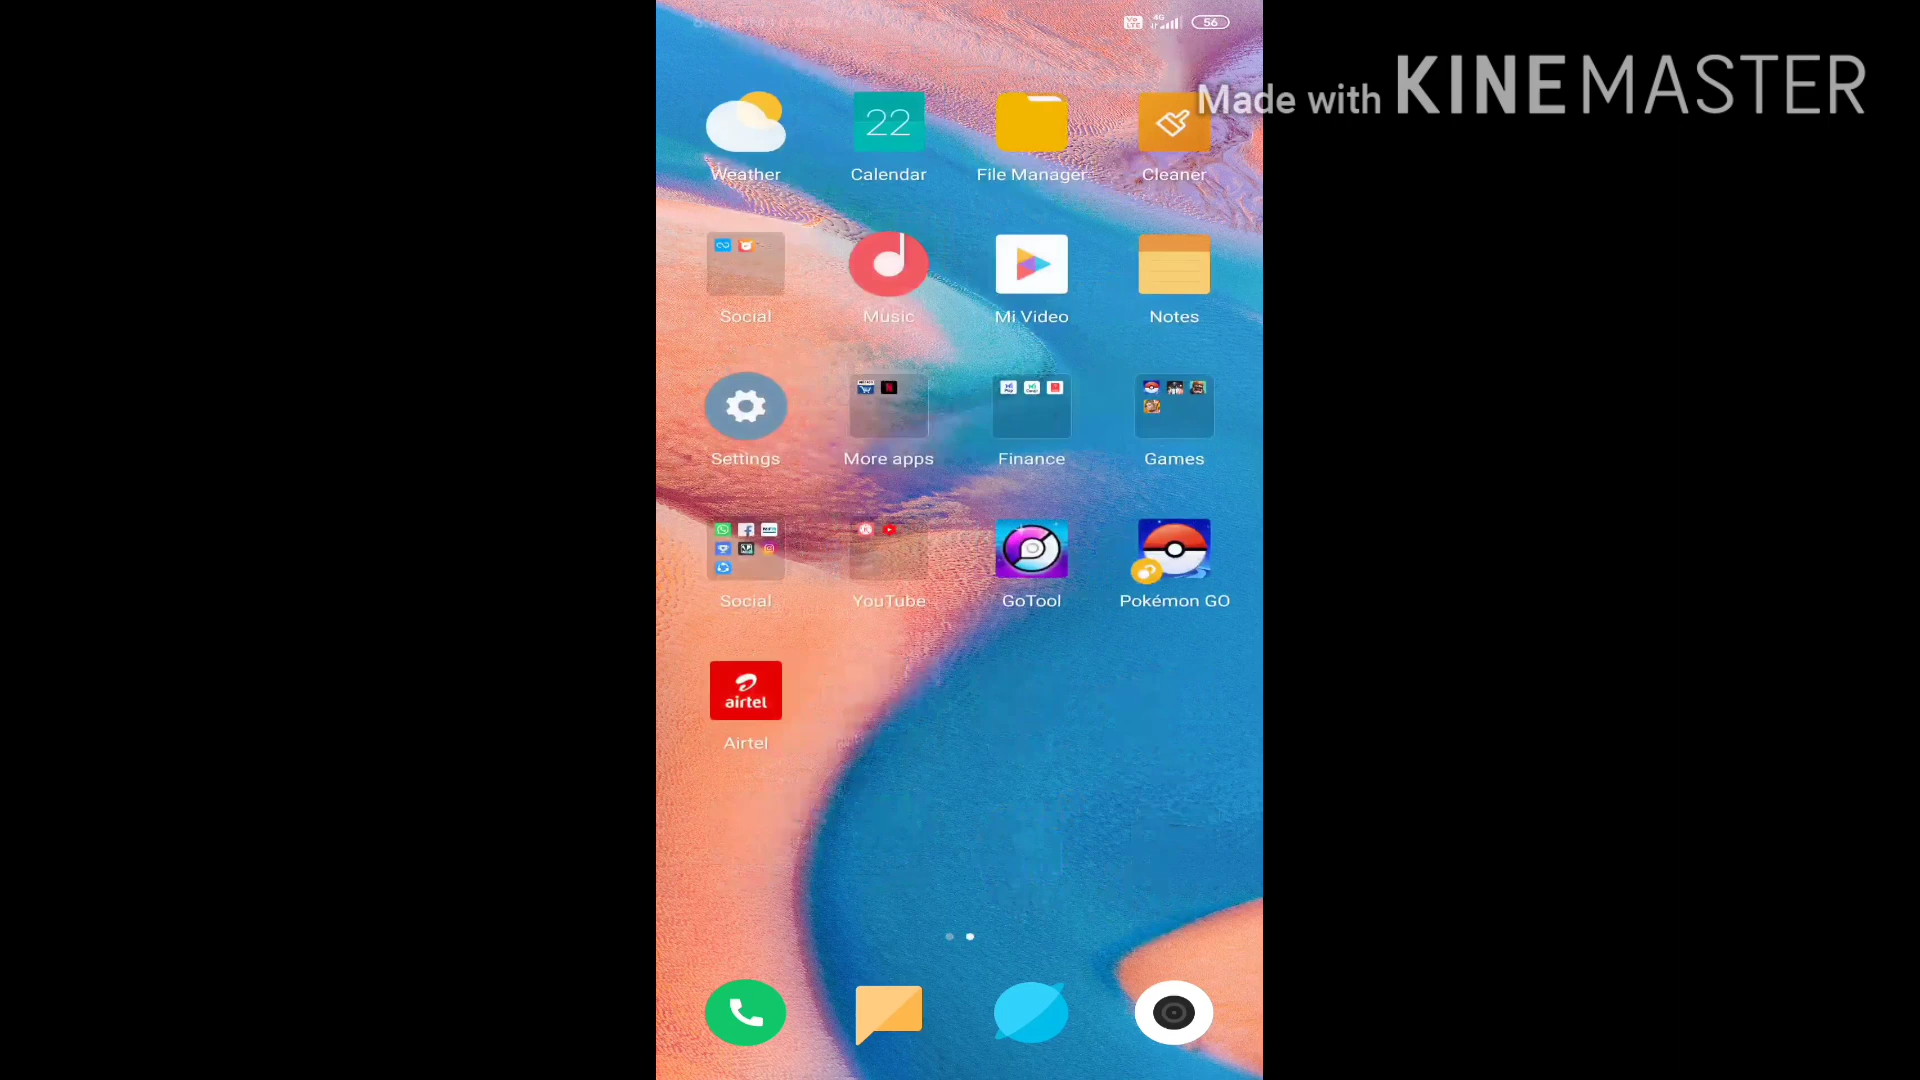 56
Made with KINEMASTER
22
Weather
Calendar
File Manager
Cleaner
Social
Music
Mi Video
Notes
Settings
More apps
Finance
Games
Social
YouTube
GoTool
Pokémon GO
airtel
Airtel